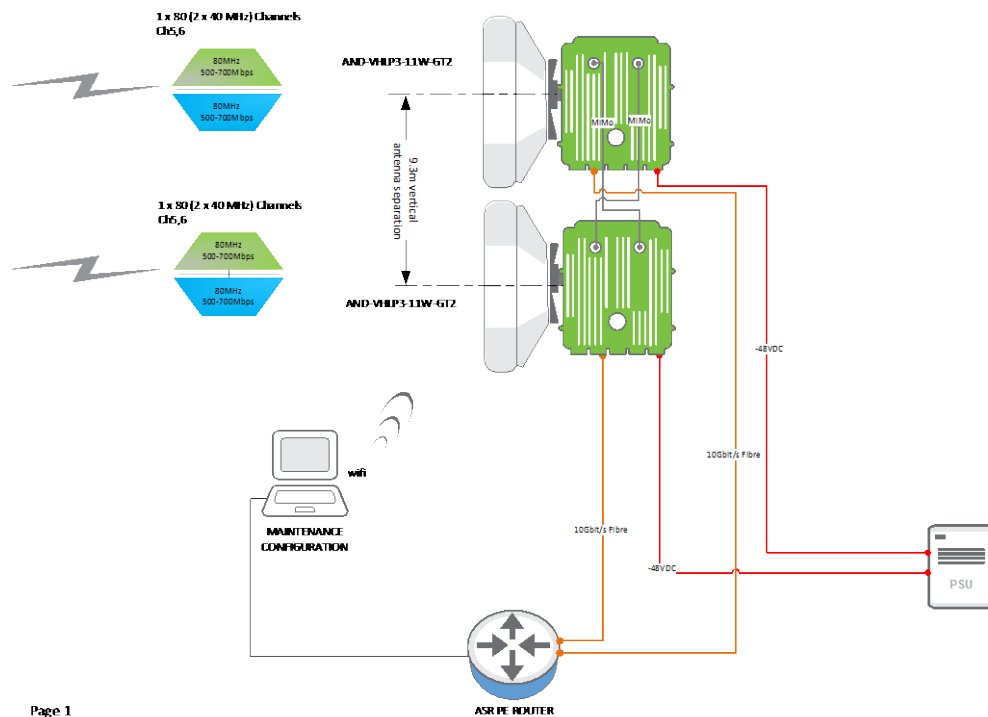 1 x 80 (2 x 40 MHz) Channels
Ch5,6
80MHz
500-700Mbps
80MHz
500-700Mbps
AND-VHLP3-11W-GT2
MIMo
MIMo
9.3m vertical
antenna separation
1 x 80 (2 x 40 MHz) Channels
Ch5,6
80MHz
500-700Mbps
80MHz
500-700Mbps
AND-VHLP3-11W-GT2
-48VDC
10Gbit/s Fibre
wifi
MAINTENANCE
CONFIGURATION
10Gbit/s Fibre
-48VDC
PSU
ASR PE ROUTER
Page 1